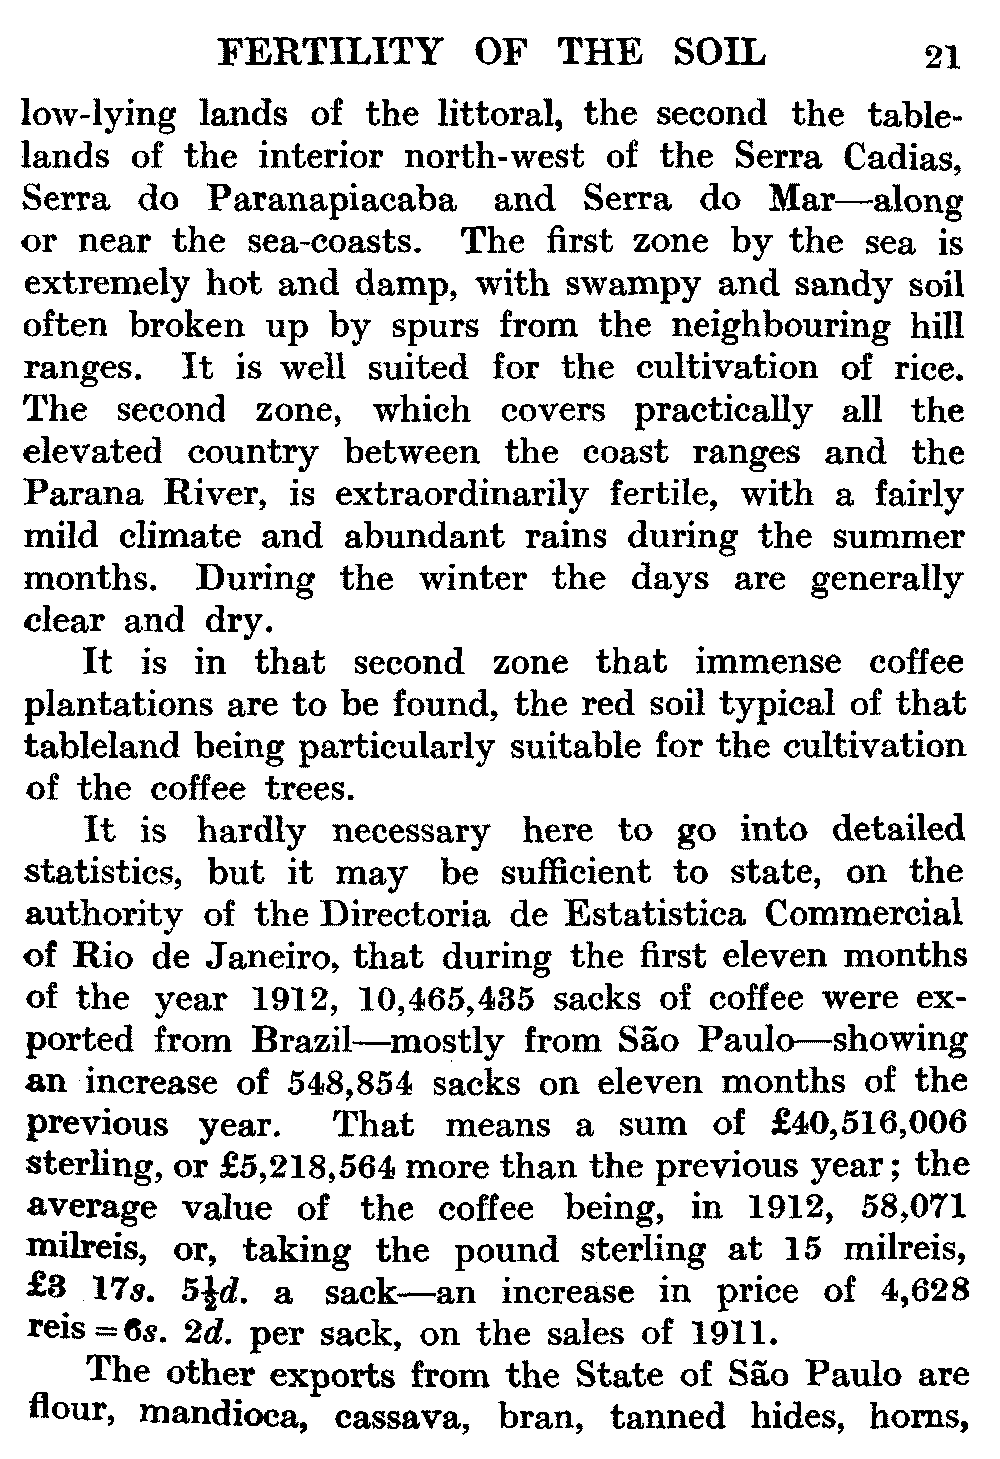 FERTILITY OF THE SOIL 21
low-lying lands of the littoral, the second the table-
lands of the interior north-west of the Serra Cadias,
Serra do Paranapiacaba and Serra do Mar—along
or near the sea-coasts. The first zone by the sea is
extremely hot and damp, with swampy and sandy soil
often broken up by spurs from the neighbouring hill
ranges. It is well suited for the cultivation of rice.
The second zone, which covers practically all the
elevated country between the coast ranges and the
Parana River, is extraordinarily fertile, with a fairly
mild climate and abundant rains during the summer
months. During the winter the days are generally
clear and dry.
It is in that second zone that immense coffee
plantations are to be found, the red soil typical of that
tableland being particularly suitable for the cultivation
of the coffee trees.
It is hardly necessary here to go into detailed
statistics, but it may be sufficient to state, on the
authority of the Directoria de Estatistica Commercial
of Rio de Janeiro, that during the first eleven months
of the year 1912, 10,465,435 sacks of coffee were ex-
ported from Brazil—mostly from São Paulo—showing
an increase of 548,854 sacks on eleven months of the
previous year. That means a sum of £40,516,006
sterling, or £5,218,564 more than the previous year; the
average value of the coffee being, in 1912, 58,071
milreis, or, taking the pound sterling at 15 milreis,
£3 17s. 5½d. a sack—an increase in price of 4,628
reis = 6s. 2d. per sack, on the sales of 1911.
The other exports from the State of São Paulo are
flour, mandioca, cassava, bran, tanned hides, horns,